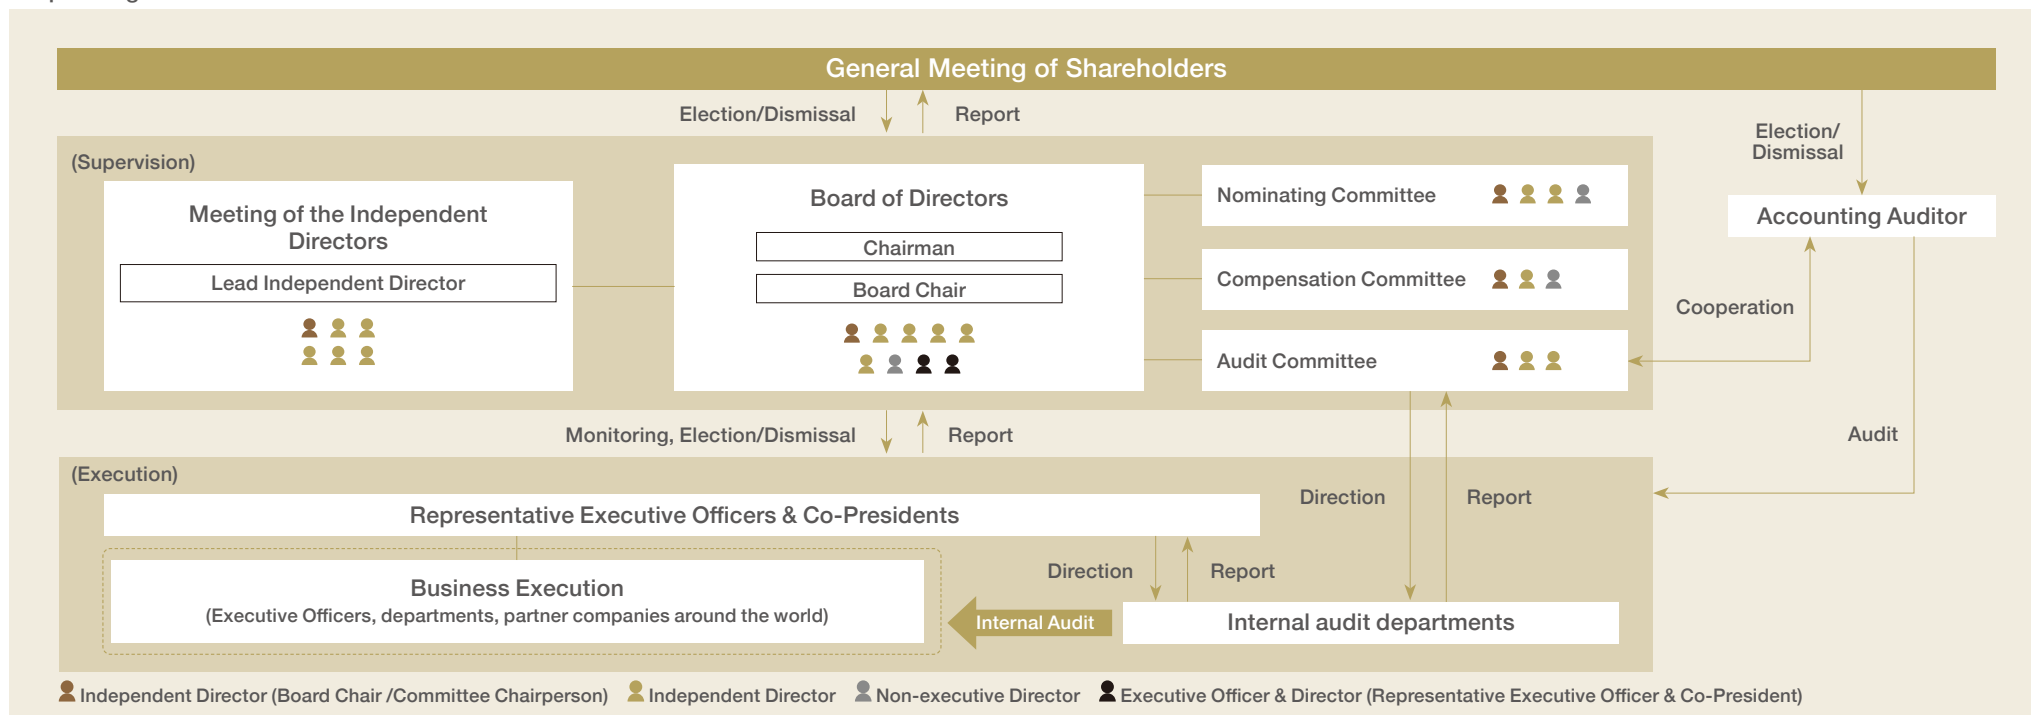 General Meeting of Shareholders
Election/Dismissal
Report
Election/
Dismissal
(Supervision)
Meeting of the Independent
Directors
Lead Independent Director
Board of Directors
Chairman
Board Chair
Nominating Committee
Compensation Committee
Audit Committee
Accounting Auditor
Cooperation
Audit
Monitoring, Election/Dismissal
Report
(Execution)
Representative Executive Officers & Co-Presidents
Direction
Report
Business Execution
(Executive Officers, departments, partner companies around the world)
Direction
Report
Internal Audit
Internal audit departments
Independent Director (Board Chair /Committee Chairperson)
Independent Director
Non-executive Director
Executive Officer & Director (Representative Executive Officer & Co-President)